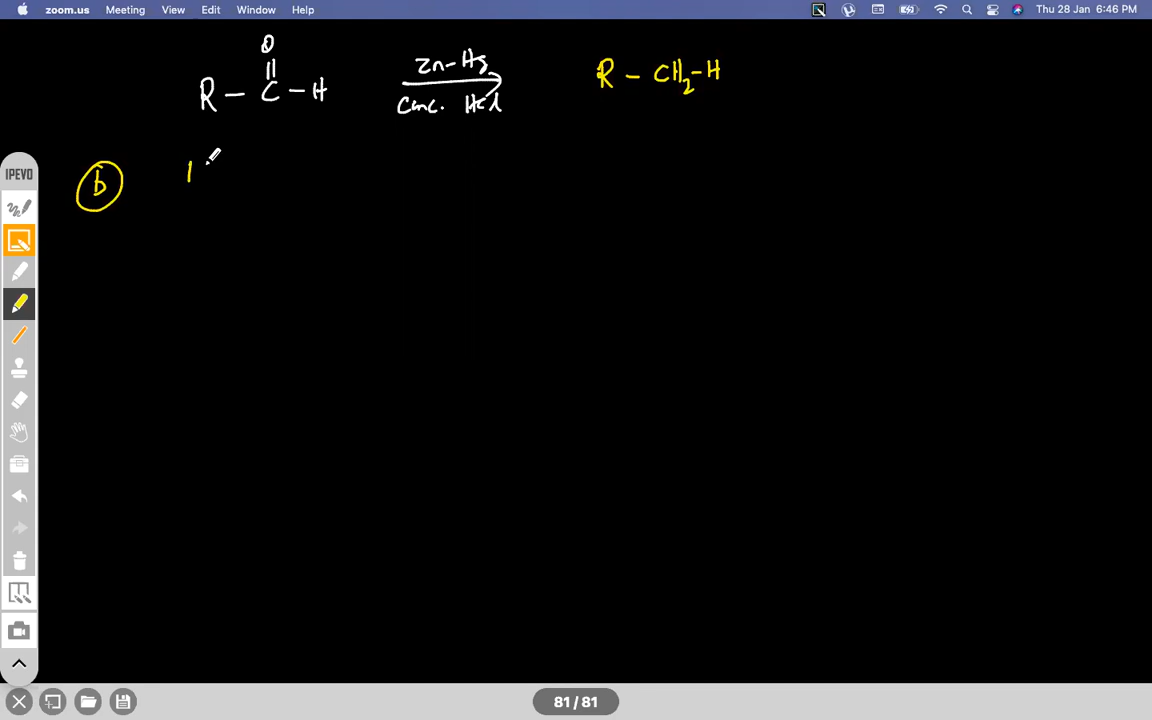 zoom.us Meeting View Edit Window Help Thu 28 Jan 6:46 PM
O
||
R – C – H Zn-Hg Conc. HCl R – CH2-H
IPEVO
b 1
81 / 81